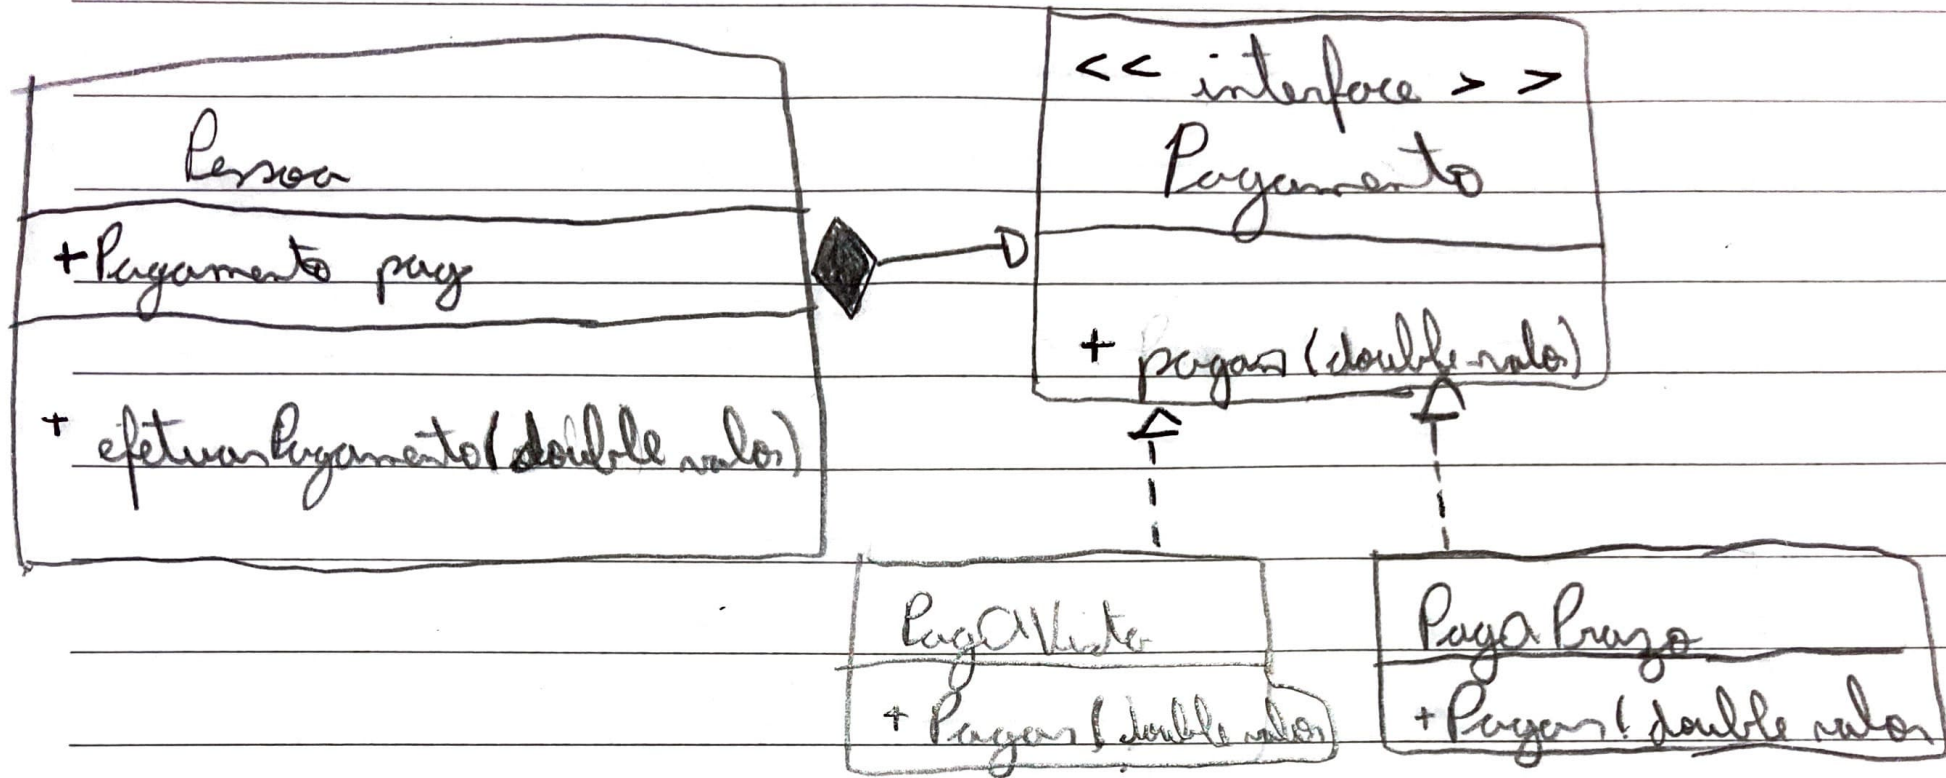 Pessoa
+Pagamento pag
+ efetuarPagamento(double valor)
<< interface >>
Pagamento
+ pagar(double valor)
PagAVista
+ Pagar(double valor
PagAPrazo
+Pagar(double valor